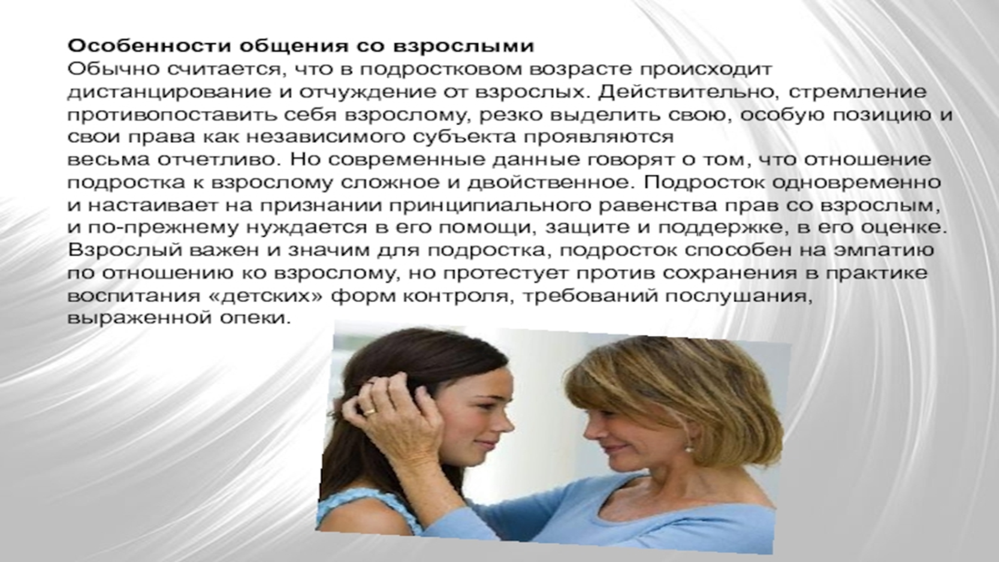 Особенности общения со взрослыми
Обычно считается, что в подростковом возрасте происходит
дистанцирование и отчуждение от взрослых. Действительно, стремление
противопоставить себя взрослому, резко выделить свою, особую позицию и
свои права как независимого субъекта проявляются
весьма отчетливо. Но современные данные говорят о том, что отношение
подростка к взрослому сложное и двойственное. Подросток одновременно
и настаивает на признании принципиального равенства прав со взрослым,
и по-прежнему нуждается в его помощи, защите и поддержке, в его оценке.
Взрослый важен и значим для подростка, подросток способен на эмпатию
по отношению ко взрослому, но протестует против сохранения в практике
воспитания «детских» форм контроля, требований послушания,
выраженной опеки.